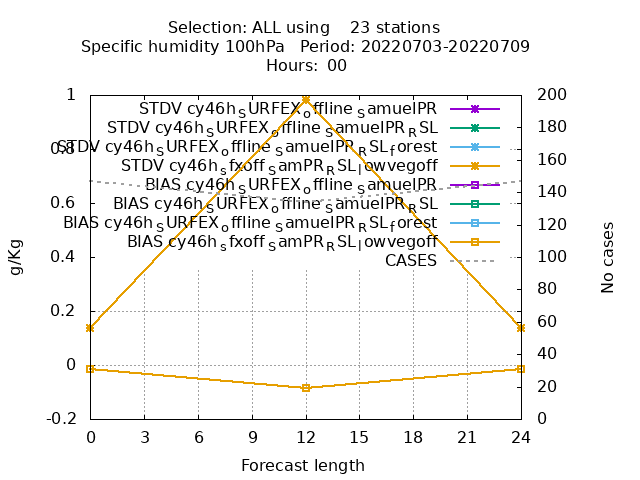 Selection: ALL using 23 stations
Specific humidity 100hPa Period: 20220703-20220709
Hours: 00
1
0.8
0.6
0.4
0.2
0
-0.2
g/Kg
STDV cy46h_SURFEX_offline_SamuelPR
STDV cy46h_SURFEX_offline_SamuelPR_RSL
STDV cy46h_SURFEX_offline_SamuelPR_RSL_forest
STDV cy46h_sfxoff_SamPR_RSL_lowvegoff
BIAS cy46h_SURFEX_offline_SamuelPR
BIAS cy46h_SURFEX_offline_SamuelPR_RSL
BIAS cy46h_SURFEX_offline_SamuelPR_RSL_forest
BIAS cy46h_sfxoff_SamPR_RSL_lowvegoff
CASES
200
180
160
140
120
100
80
60
40
20
0
No cases
0 3 6 9 12 15 18 21 24
Forecast length